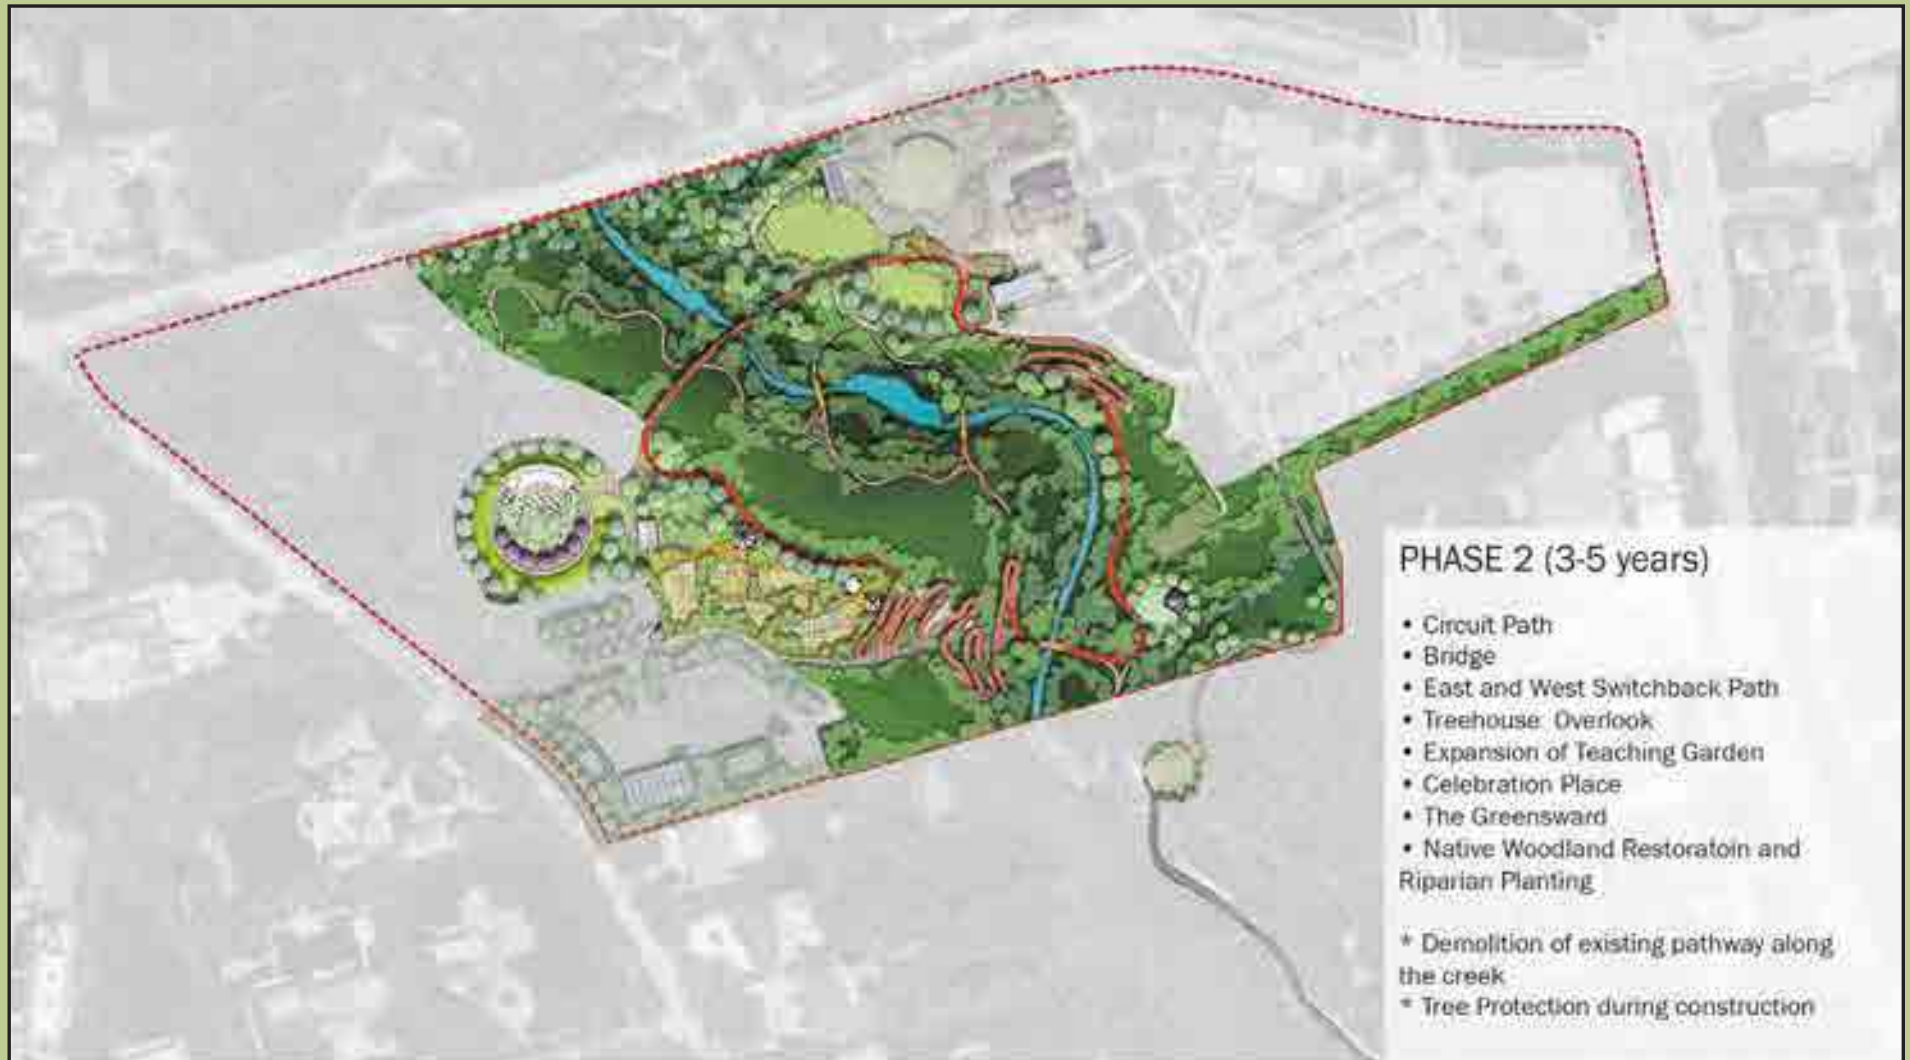 PHASE 2 (3-5 years)
• Circuit Path
• Bridge
• East and West Switchback Path
• Treehouse Overlook
• Expansion of Teaching Garden
• Celebration Place
• The Greensward
• Native Woodland Restoratoin and
Riparian Planting
* Demolition of existing pathway along
the creek
* Tree Protection during construction